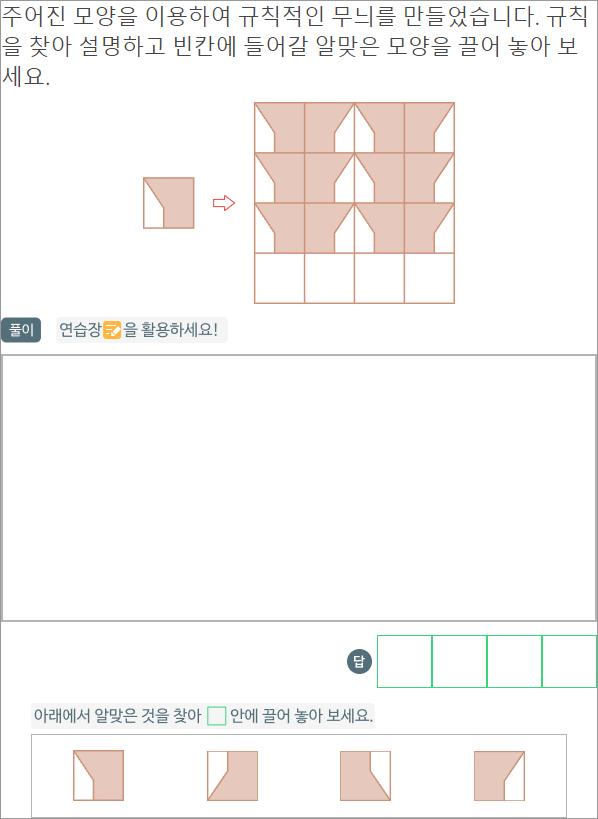 주어진 모양을 이용하여 규칙적인 무늬를 만들었습니다. 규칙
을 찾아 설명하고 빈칸에 들어갈 알맞은 모양을 끌어 놓아 보
세요.
풀이 연습장을 활용하세요!
답
아래에서 알맞은 것을 찾아 안에 끌어 놓아 보세요.